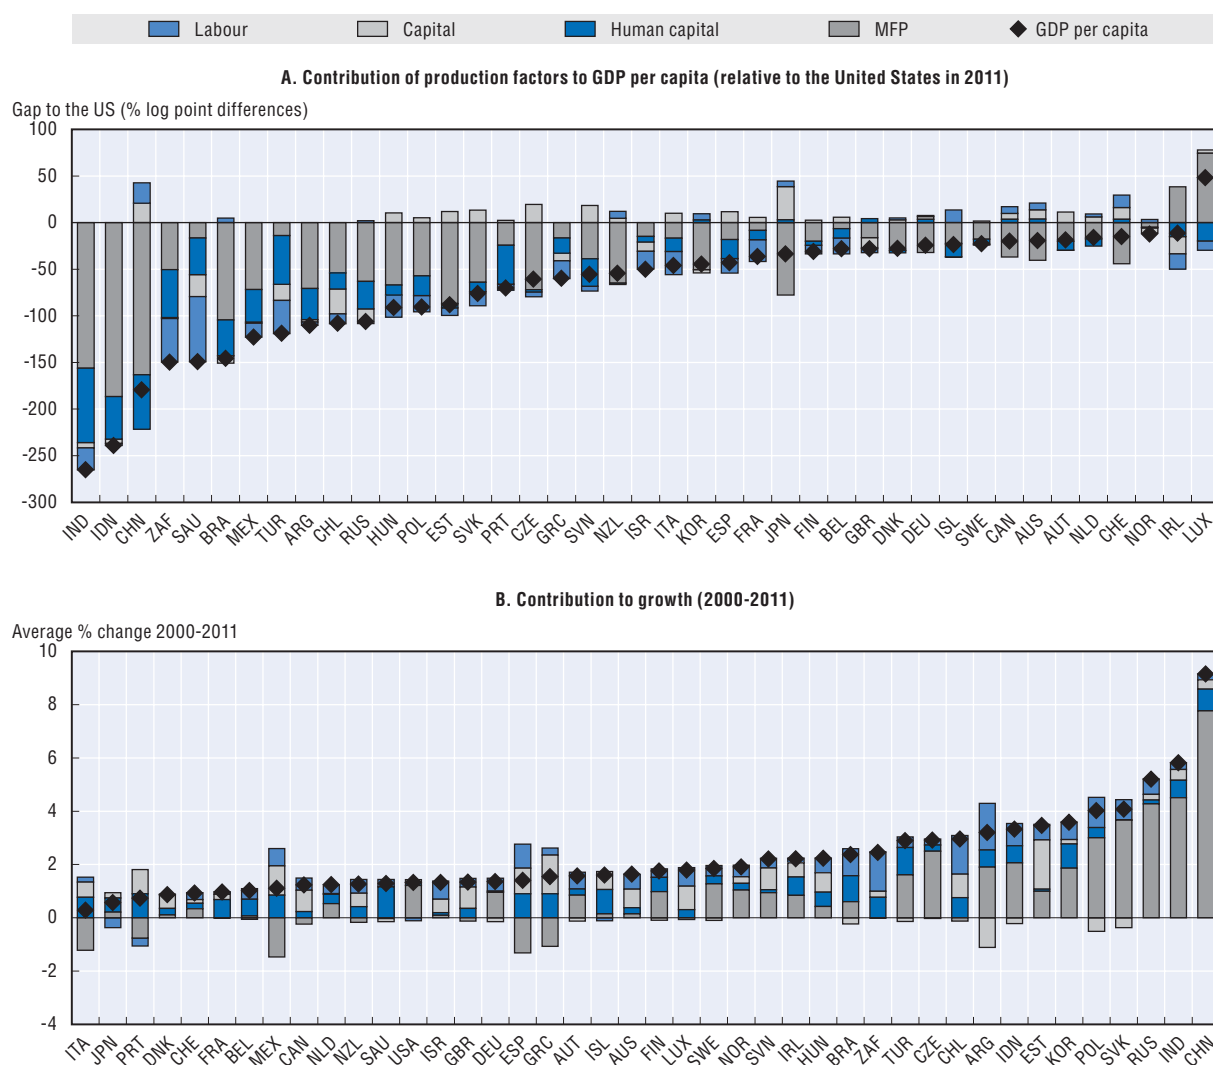 Labour Capital Human capital MFP GDP per capita
A. Contribution of production factors to GDP per capita (relative to the United States in 2011)
Gap to the US (% log point differences)
100
50
0
-50
-100
-150
-200
-250
-300
IND IDN CHN ZAF SAU BRA MEX TUR ARG CHL RUS HUN POL EST SVK PRT CZE GRC SVN NZL ISR ITA KOR ESP FRA JPN FIN BEL GBR DNK DEU ISL SWE CAN AUS AUT NLD CHE NOR IRL LUX
B. Contribution to growth (2000-2011)
Average % change 2000-2011
10
8
6
4
2
0
-2
-4
ITA JPN PRT DNK CHE FRA BEL MEX CAN NLD NZL SAU USA ISR GBR DEU ESP GRC AUT ISL AUS FIN LUX SWE NOR SVN IRL HUN BRA ZAF TUR CZE CHL ARG IDN EST KOR POL SVK RUS IND CHN